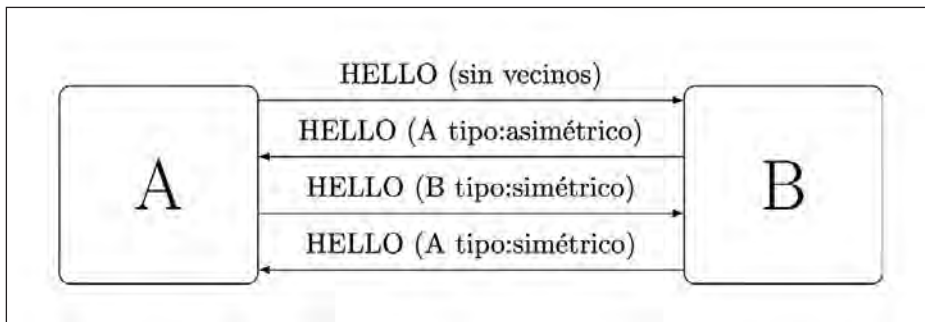 HELLO (sin vecinos)
HELLO (A tipo:asimétrico)
A
HELLO (B tipo:simétrico)
B
HELLO (A tipo:simétrico)